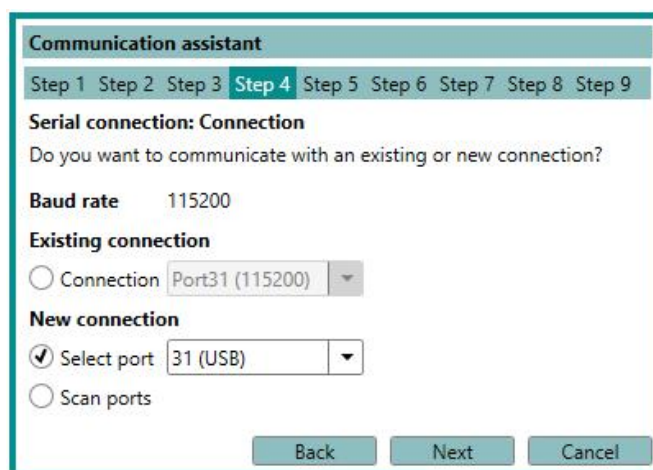 Communication assistant
Step 1 Step 2 Step 3 Step 4 Step 5 Step 6 Step 7 Step 8 Step 9
Serial connection: Connection
Do you want to communicate with an existing or new connection?
Baud rate 115200
Existing connection
Connection Port31 (115200)
New connection
Select port 31 (USB)
Scan ports
Back Next Cancel